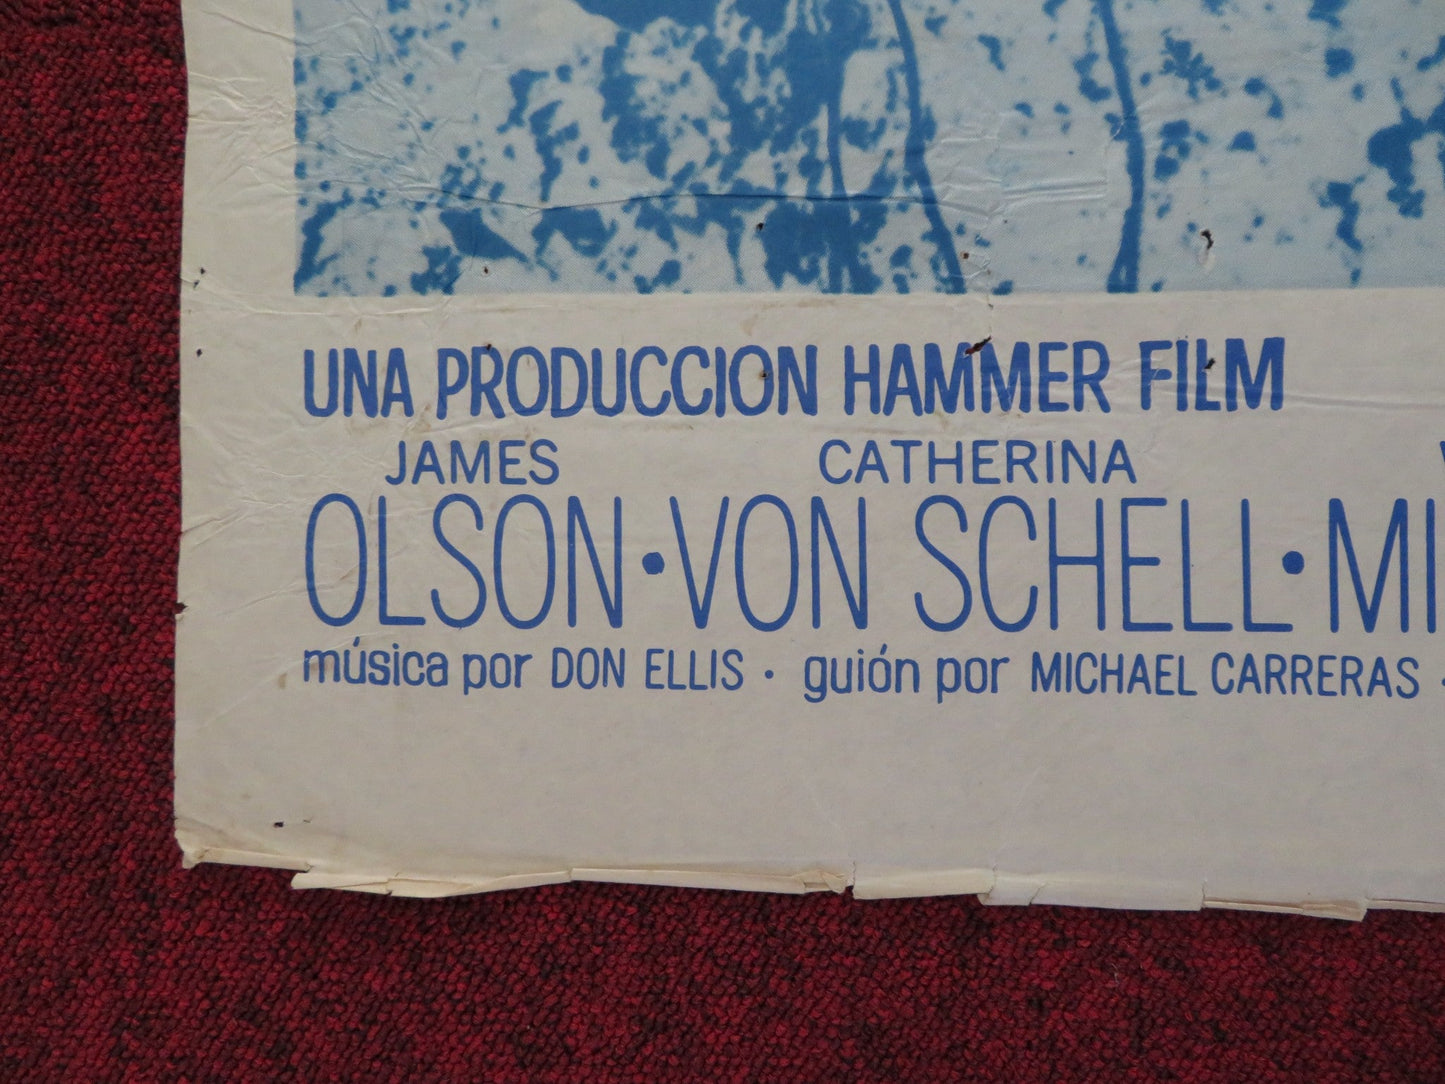 UNA PRODUCCION HAMMER FILM
JAMES CATHERINA
OLSON · VON SCHELL ·
música por DON ELLIS · guión por MICHAEL CARRERAS ·